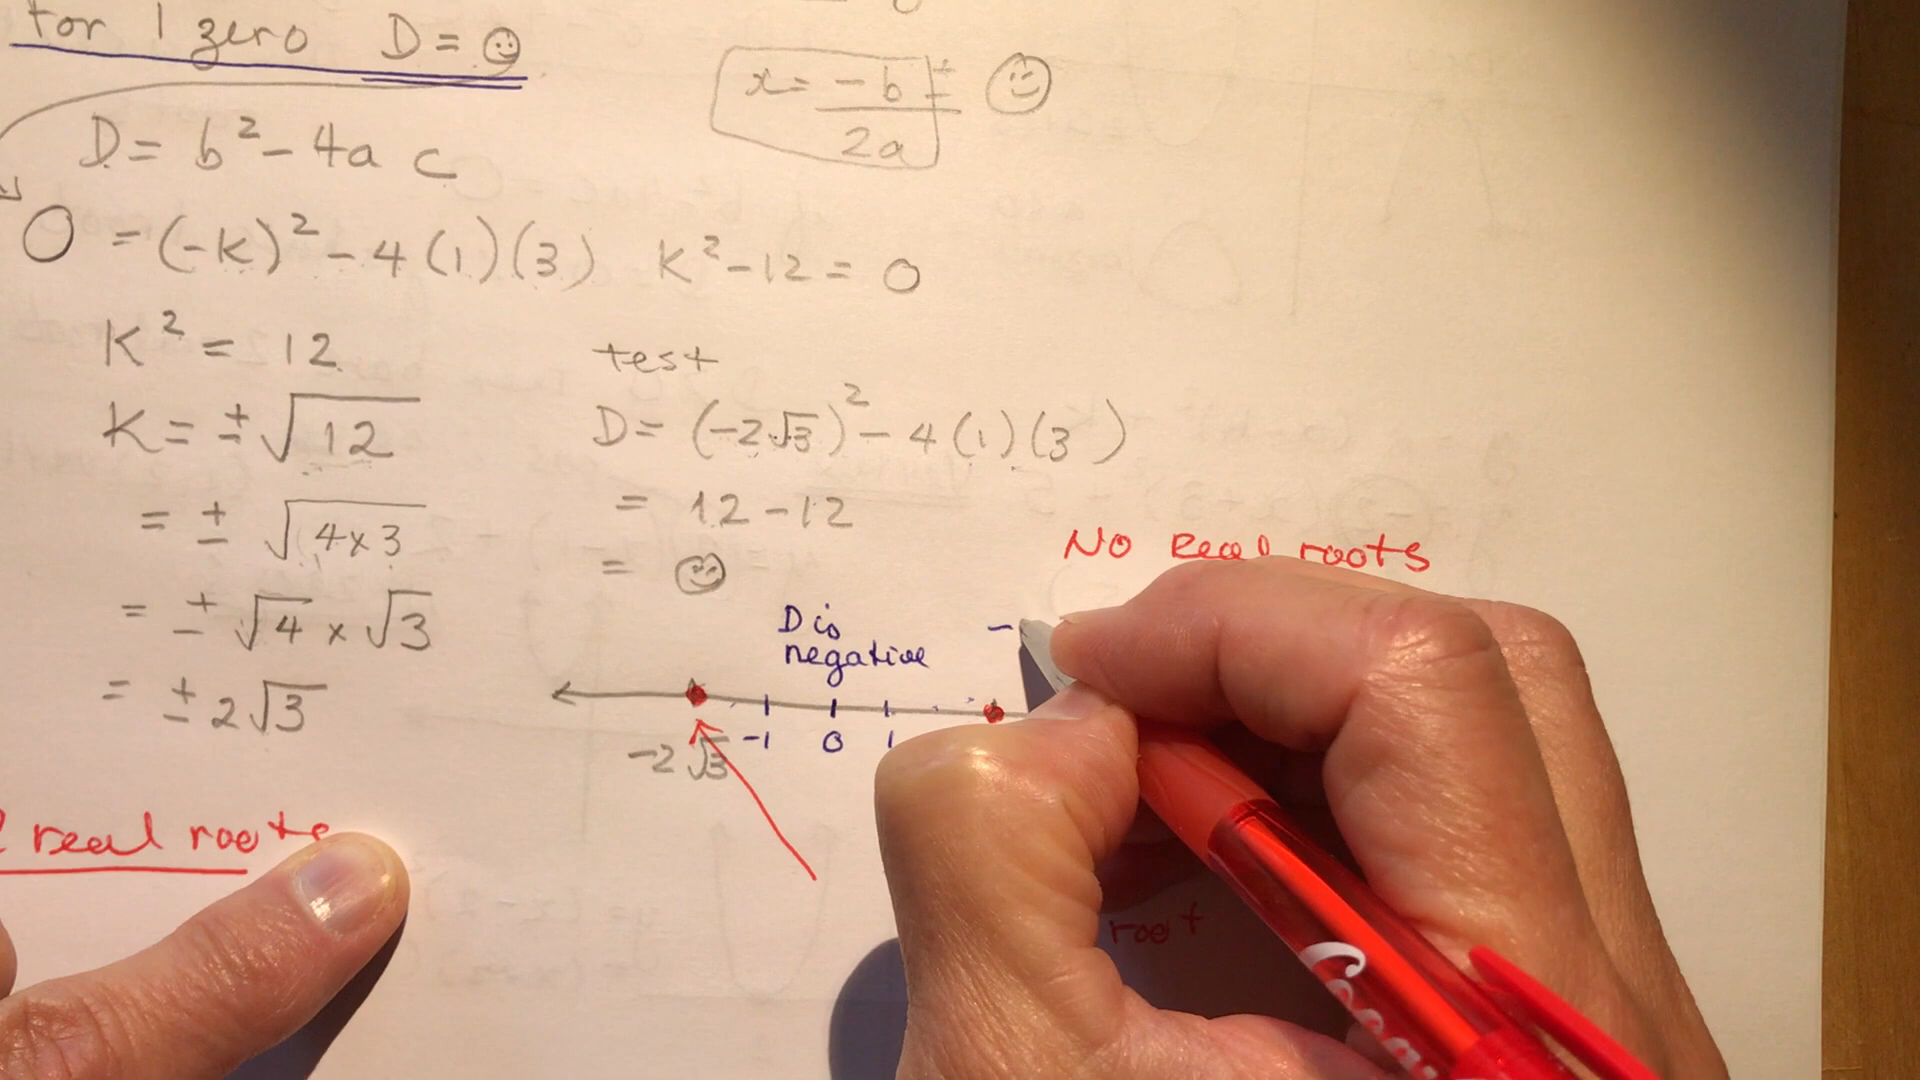 For 1 zero D = ☺
x = -b ± ☺
2a
D = b² - 4a c
0 = (-K)² - 4 (1) (3) K² - 12 = 0
K² = 12
K = ± √12
= ± √4x3
= ± √4 x √3
= ± 2√3
test
D = (-2√3)² - 4 (1) (3)
= 12 - 12
= ☺
No Real roots
D is
negative
-2√3 -1 0 1
real roots
root